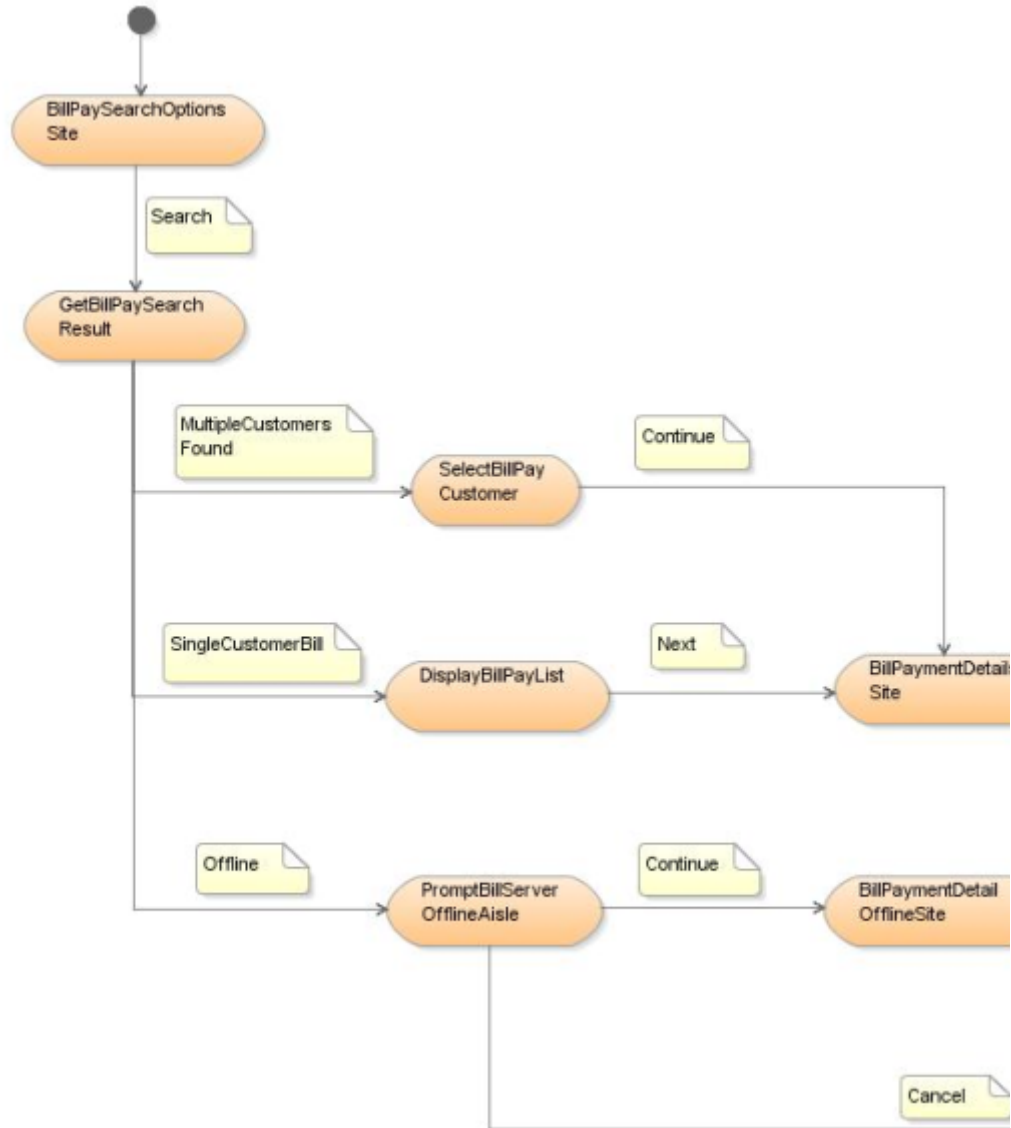 BillPaySearchOptions
Site
Search
GetBillPaySearch
Result
MultipleCustomers
Found
SelectBillPay
Customer
Continue
SingleCustomerBill
DisplayBillPayList
Next
BillPaymentDetails
Site
Offline
PromptBillServer
OfflineAisle
Continue
BillPaymentDetail
OfflineSite
Cancel